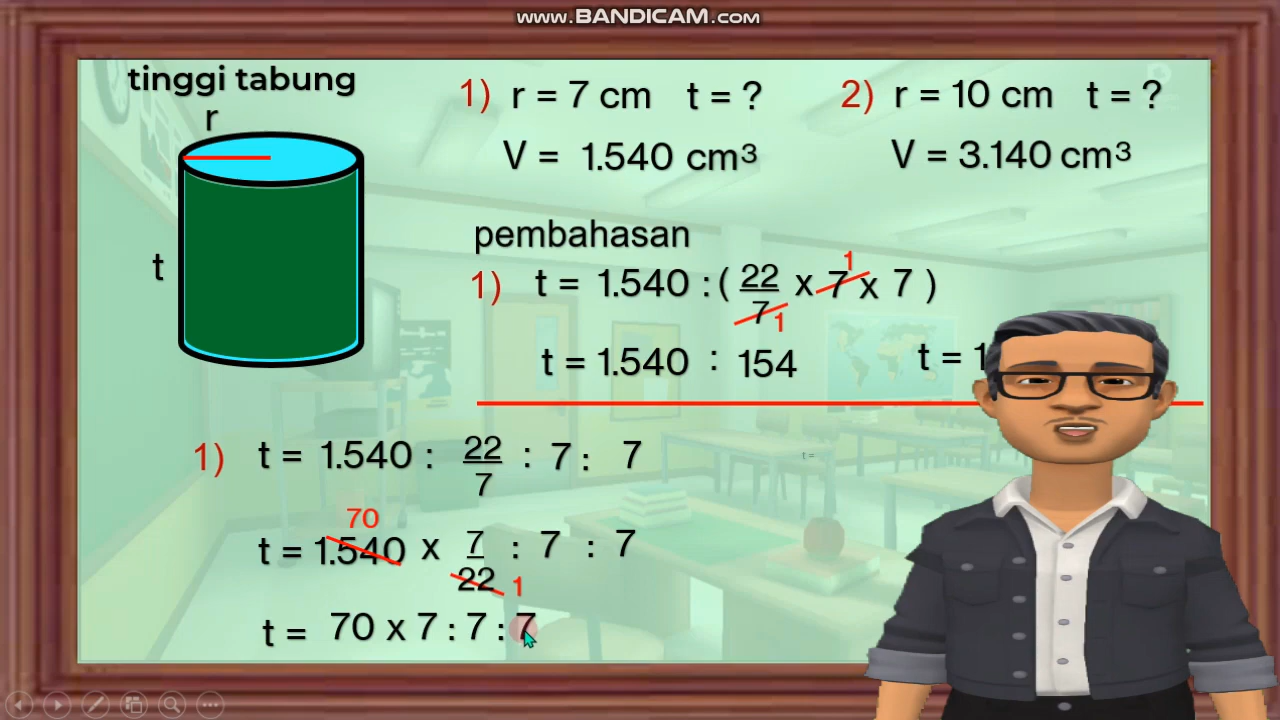 www.BANDICAM.com
tinggi tabung
r
t
1) r = 7 cm t = ?
V = 1.540 cm³
2) r = 10 cm t = ?
V = 3.140 cm³
pembahasan
1) t = 1.540 : ( 22/7 x 7 x 7 )
1
1
t = 1.540 : 154
t = 1
1) t = 1.540 : 22/7 : 7 : 7
t =
70
t = 1.540 x 7/22 : 7 : 7
1
t = 70 x 7 : 7 : 7